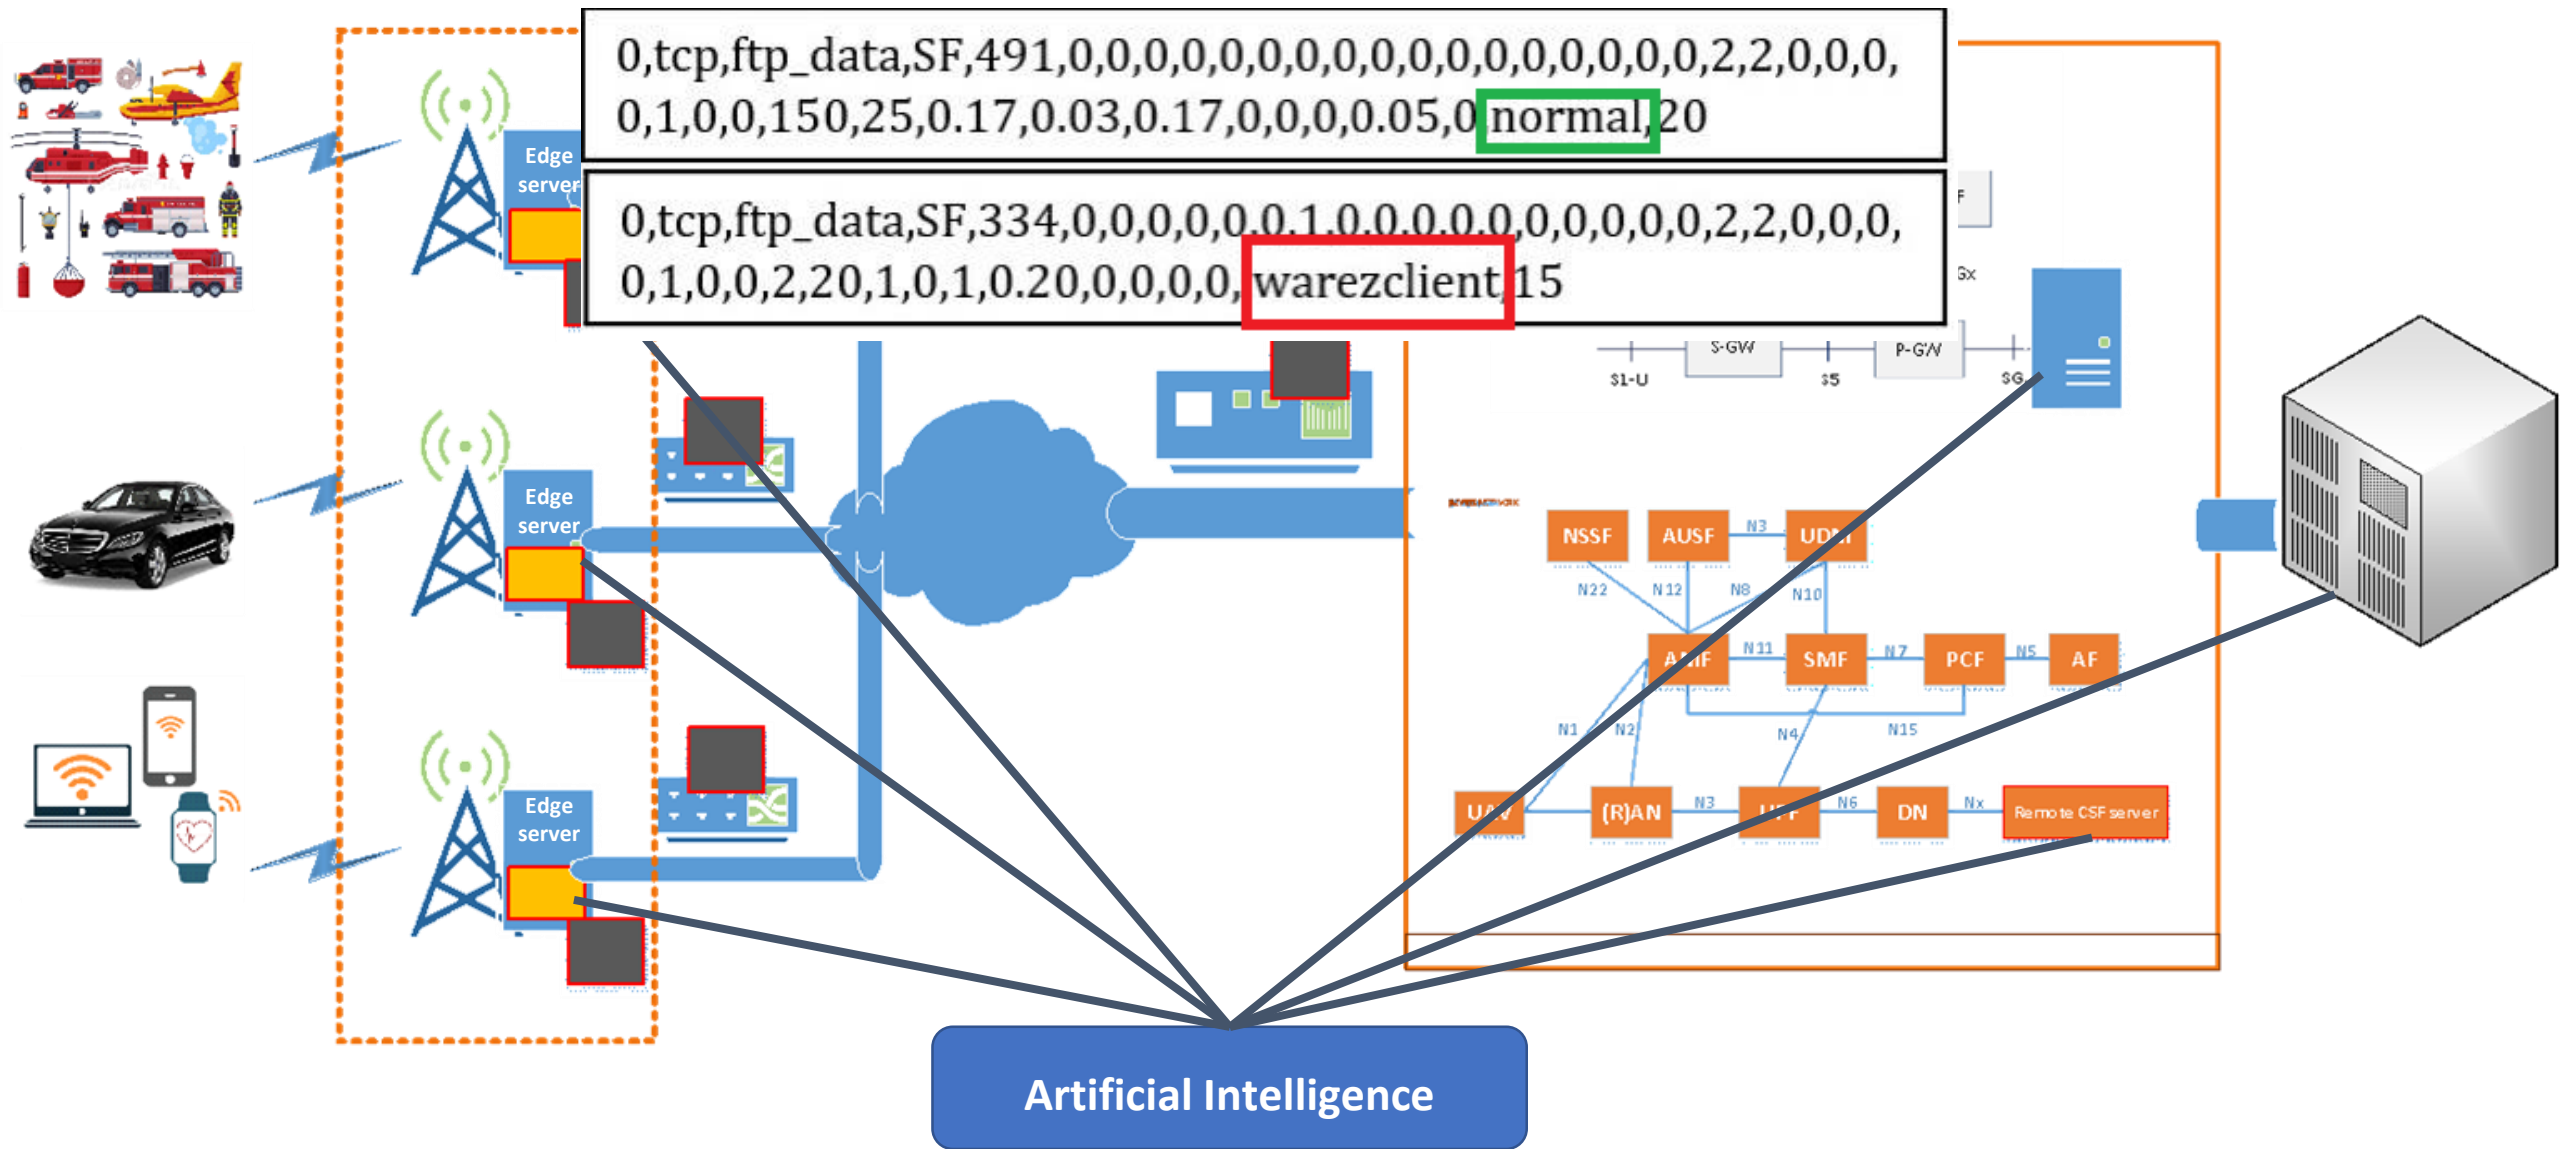 0,tcp,ftp_data,SF,491,0,0,0,0,0,0,0,0,0,0,0,0,0,0,0,0,0,2,2,0,0,0,
0,1,0,0,150,25,0.17,0.03,0.17,0,0,0,0.05,0,normal,20
0,tcp,ftp_data,SF,334,0,0,0,0,0,0,1,0,0,0,0,0,0,0,0,0,0,2,2,0,0,0,
0,1,0,0,2,20,1,0,1,0.20,0,0,0,0,warezclient,15
Edge
server
F
Gx
S-GW
P-GW
S1-U
S5
SG
Edge
server
NSSF
AUSF
N3
N22
N12
N8
N10
AMF
N11
SMF
N7
PCF
N5
AF
N1
N2
N4
N15
Edge
server
(R)AN
N3
UPF
N6
DN
Nx
Remote CSF server
Artificial Intelligence